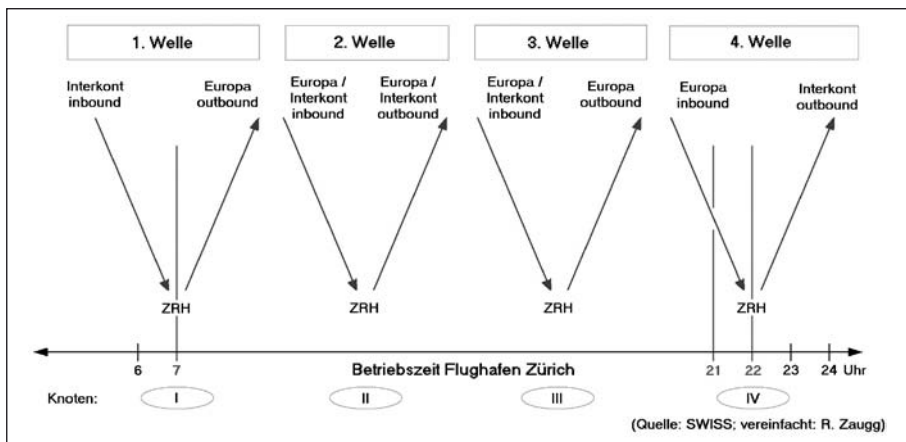 1. Welle
2. Welle
3. Welle
4. Welle
Interkont
inbound
Europa
outbound
Europa /
Interkont
inbound
Europa /
Interkont
outbound
Europa /
Interkont
inbound
Europa
outbound
Europa
inbound
Interkont
outbound
ZRH
ZRH
ZRH
ZRH
6 7 Betriebszeit Flughafen Zürich 21 22 23 24 Uhr
Knoten: I II III IV
(Quelle: SWISS; vereinfacht: R. Zaugg)